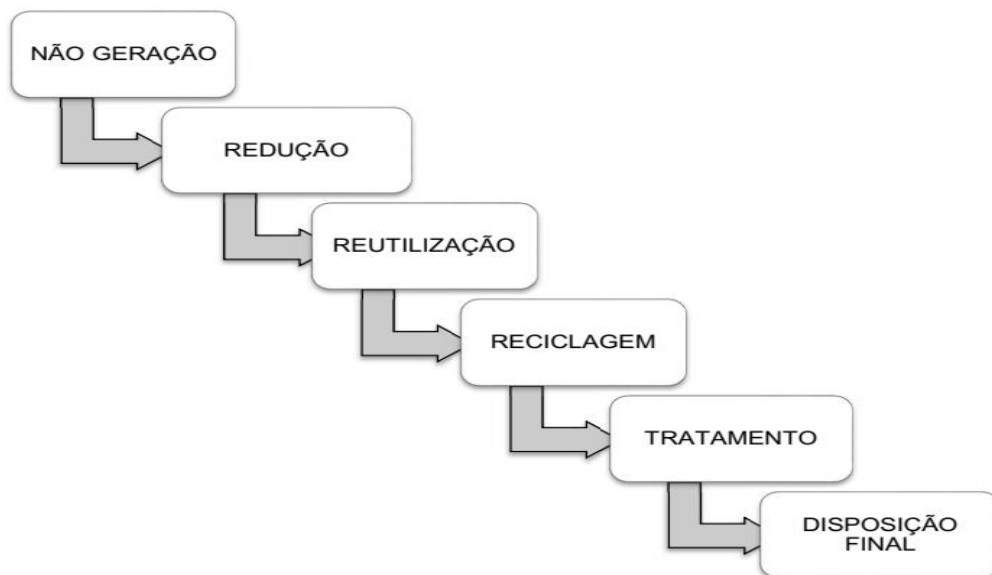 NÃO GERAÇÃO
REDUÇÃO
REUTILIZAÇÃO
RECICLAGEM
TRATAMENTO
DISPOSIÇÃO
FINAL